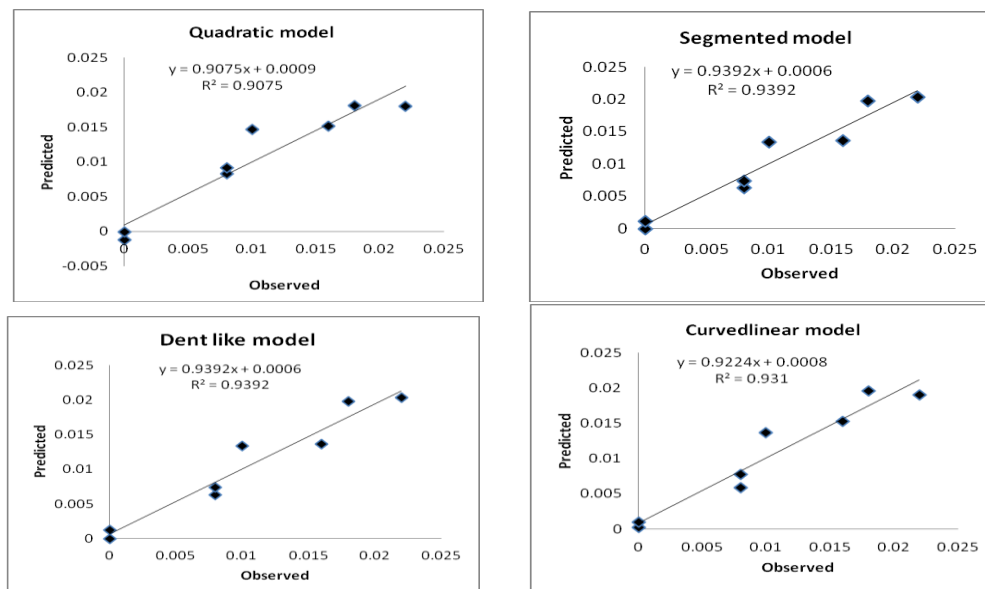 Quadratic model
y = 0.9075x + 0.0009
R² = 0.9075
0.025
0.02
0.015
0.01
0.005
0
-0.005
0 0.005 0.01 0.015 0.02 0.025
Predicted
Observed
Segmented model
y = 0.9392x + 0.0006
R² = 0.9392
0.025
0.02
0.015
0.01
0.005
0
0 0.005 0.01 0.015 0.02 0.025
Predicted
Observed
Dent like model
y = 0.9392x + 0.0006
R² = 0.9392
0.025
0.02
0.015
0.01
0.005
0
0 0.005 0.01 0.015 0.02 0.025
Predicted
Observed
Curvedlinear model
y = 0.9224x + 0.0008
R² = 0.931
0.025
0.02
0.015
0.01
0.005
0
0 0.005 0.01 0.015 0.02 0.025
Predicted
Observed